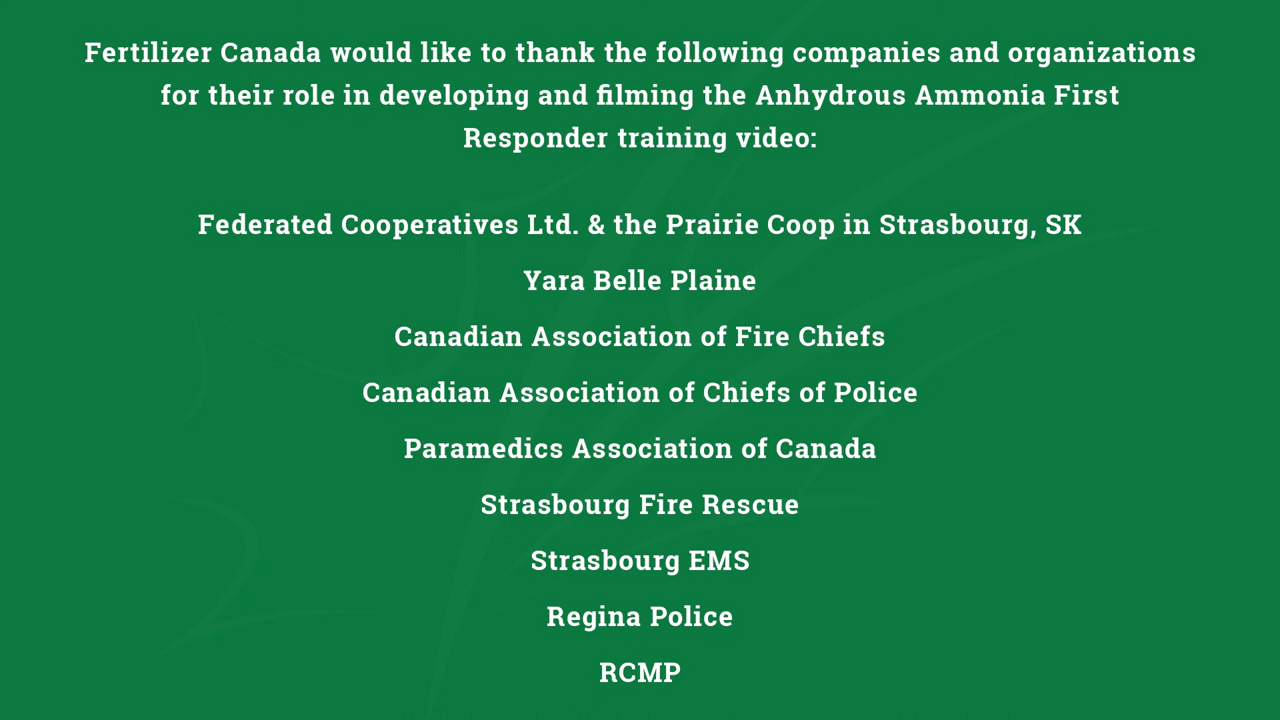 Fertilizer Canada would like to thank the following companies and organizations
for their role in developing and filming the Anhydrous Ammonia First
Responder training video:
Federated Cooperatives Ltd. & the Prairie Coop in Strasbourg, SK
Yara Belle Plaine
Canadian Association of Fire Chiefs
Canadian Association of Chiefs of Police
Paramedics Association of Canada
Strasbourg Fire Rescue
Strasbourg EMS
Regina Police
RCMP